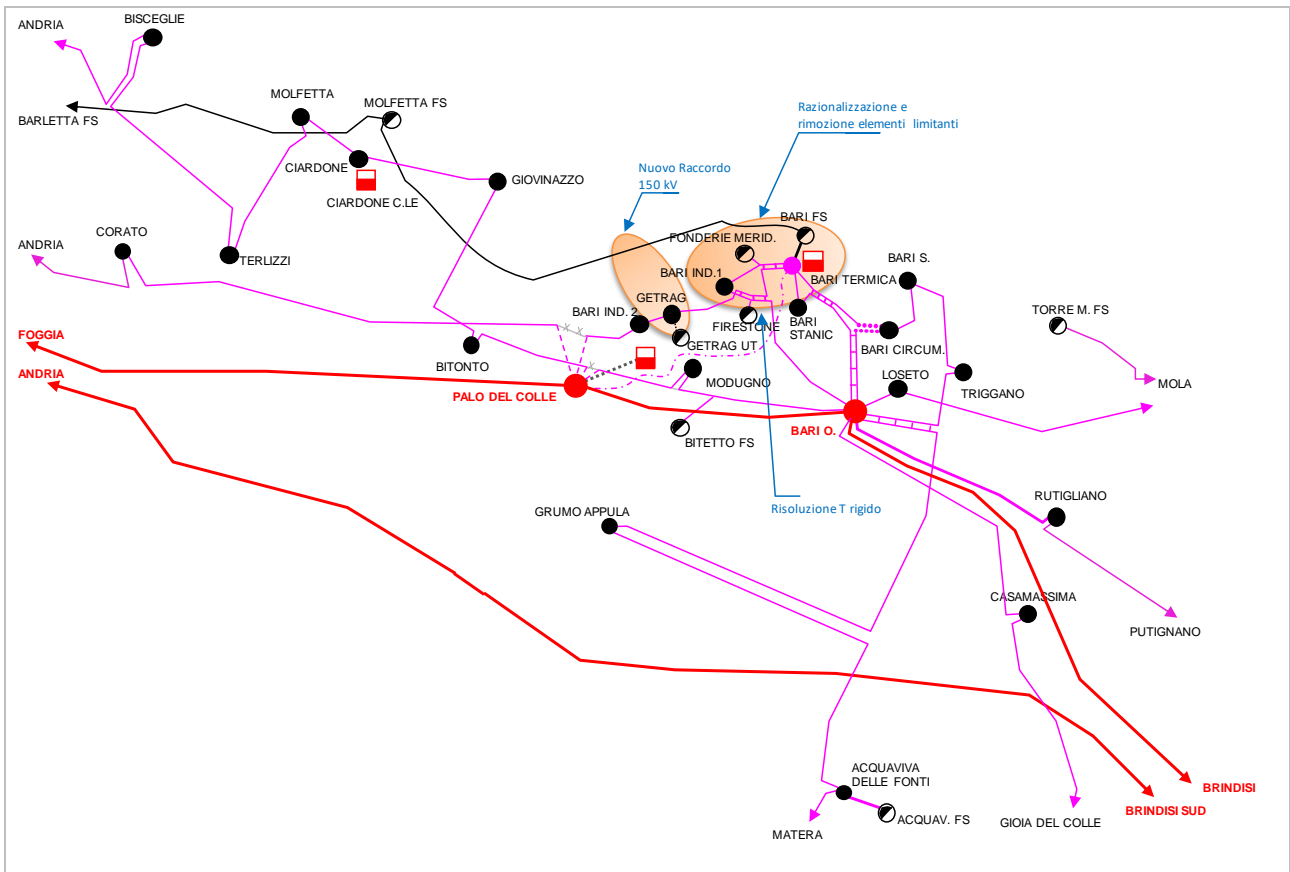 BISCEGLIE
ANDRIA
MOLFETTA
MOLFETTA FS
Razionalizzazione e
rimozione elementi limitanti
BARLETTA FS
CIARDONE
CIARDONE C.LE
GIOVINAZZO
Nuovo Raccordo
150 kV
BARI FS
CORATO
ANDRIA
TERLIZZI
FONDERIE MERID.
BARI IND.1
BARI TERMICA
BARI S.
GETRAG
BARI IND. 2
FIRESTONE
BARI
STANIC
TORRE M. FS
FOGGIA
ANDRIA
BITONTO
GETRAG UT.
BARI CIRCUM.
LOSETO
MODUGNO
TRIGGANO
MOLA
PALO DEL COLLE
BARI O.
BITETTO FS
RUTIGLIANO
GRUMO APPULA
Risoluzione T rigido
CASAMASSIMA
PUTIGNANO
ACQUAVIVA
DELLE FONTI
BRINDISI
BRINDISI SUD
MATERA
ACQUAV. FS
GIOIA DEL COLLE